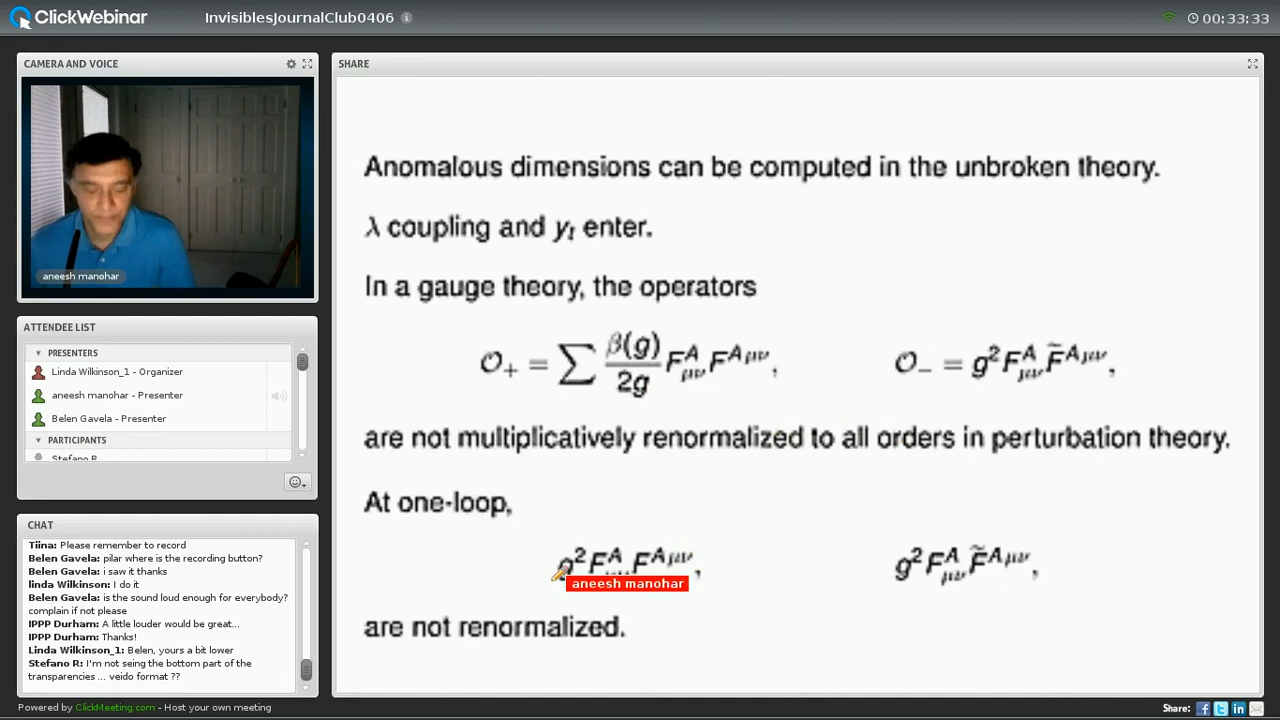 ClickWebinar
InvisiblesJournalClub0406
00:33:33
CAMERA AND VOICE
aneesh manohar
ATTENDEE LIST
PRESENTERS
Linda Wilkinson_1 - Organizer
aneesh manohar - Presenter
Belen Gavela - Presenter
PARTICIPANTS
Stefano R
CHAT
Tiina: Please remember to record
Belen Gavela: pilar where is the recording button?
Belen Gavela: i saw it thanks
linda Wilkinson: I do it
Belen Gavela: is the sound loud enough for everybody?
complain if not please
IPPP Durham: A little louder would be great...
IPPP Durham: Thanks!
Linda Wilkinson_1: Belen, yours a bit lower
Stefano R: I'm not seing the bottom part of the
transparencies ... veido format ??
SHARE
Anomalous dimensions can be computed in the unbroken theory.
λ coupling and y_t enter.
In a gauge theory, the operators
O_+ = ∑ β(g)/2g F^A_μν F^Aμν, O_− = g² F^A_μν F̃^Aμν,
are not multiplicatively renormalized to all orders in perturbation theory.
At one-loop,
g² F^A_μν F^Aμν, g² F^A_μν F̃^Aμν,
aneesh manohar
are not renormalized.
Powered by ClickMeeting.com - Host your own meeting
Share: